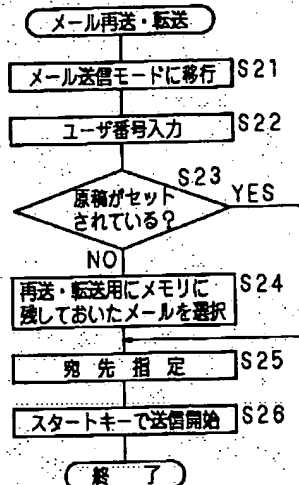 メール再送・転送
メール送信モードに移行 S21
ユーザ番号入力 S22
S23
原稿がセット
されている? YES
NO
再送・転送用にメモリに S24
残しておいたメールを選択
宛先指定 S25
スタートキーで送信開始 S26
終了